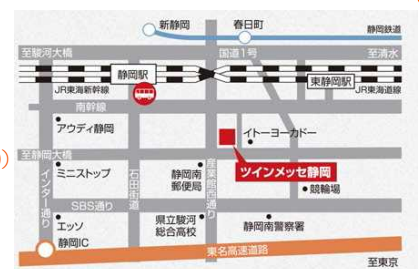 新静岡
春日町
静岡鉄道
至駿河大橋
国道1号
至清水
静岡駅
東静岡駅
JR東海新幹線
JR東海道線
南幹線
アウディ静岡
イトーヨーカドー
至静岡大橋
ツインメッセ静岡
ミニストップ
静岡南
郵便局
競輪場
インター通り
石田街道
産業館西通り
SBS通り
エッソ
県立駿河
総合高校
静岡南警察署
静岡IC
東名高速道路
至東京